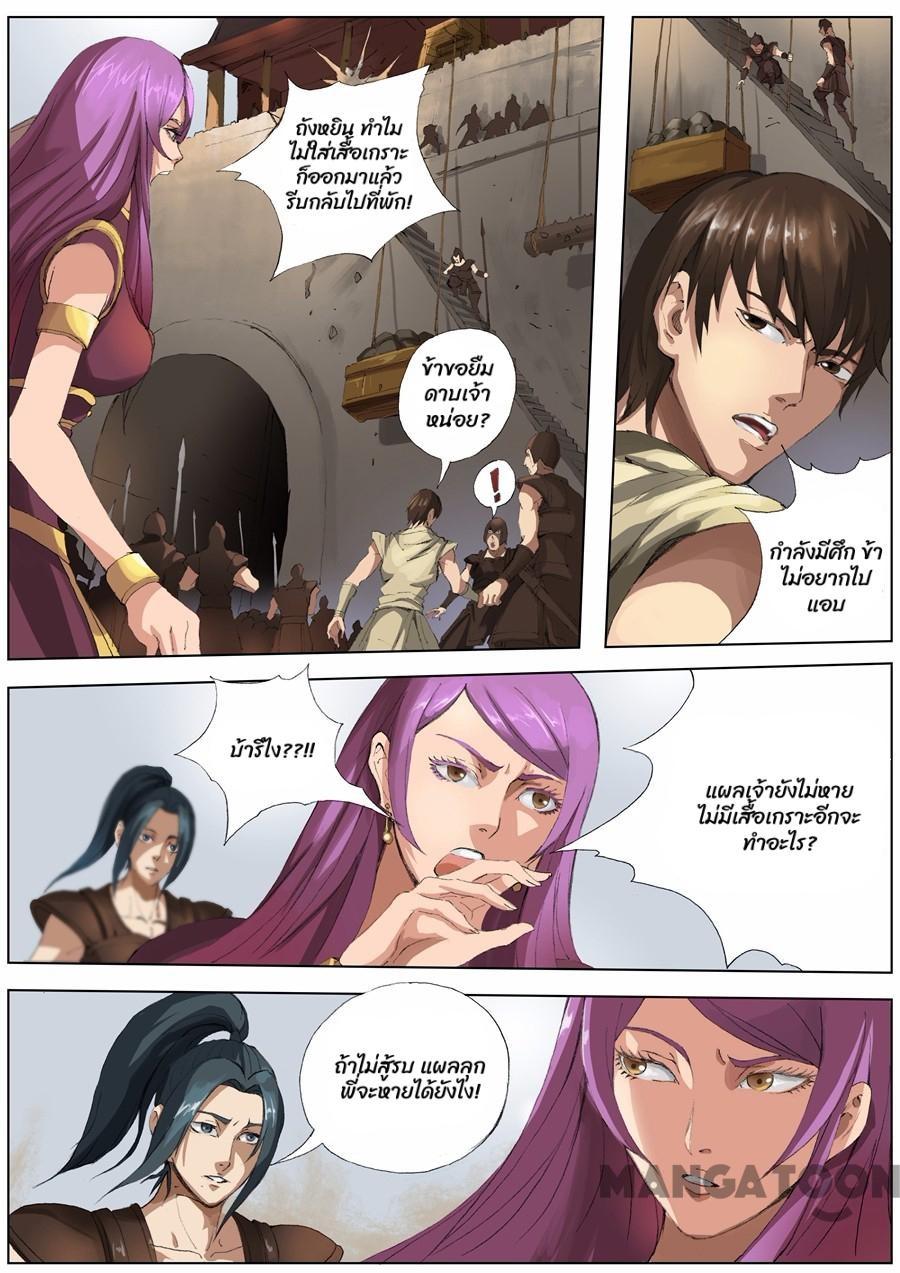 ถังหยิน ทำไม
ไม่ใส่เสื้อเกราะ
ก็ออกมาแล้ว
รีบกลับไปที่พัก!
ข้าขอยืม
ดาบเจ้า
หน่อย?
!
กำลังมีศึก ข้า
ไม่อยากไป
แอบ
บ้ารึไง??!!
แผลเจ้ายังไม่หาย
ไม่มีเสื้อเกราะอีกจะ
ทำอะไร?
ถ้าไม่สู้รบ แผลลูก
พี่จะหายได้ยังไง!
MANGATOON